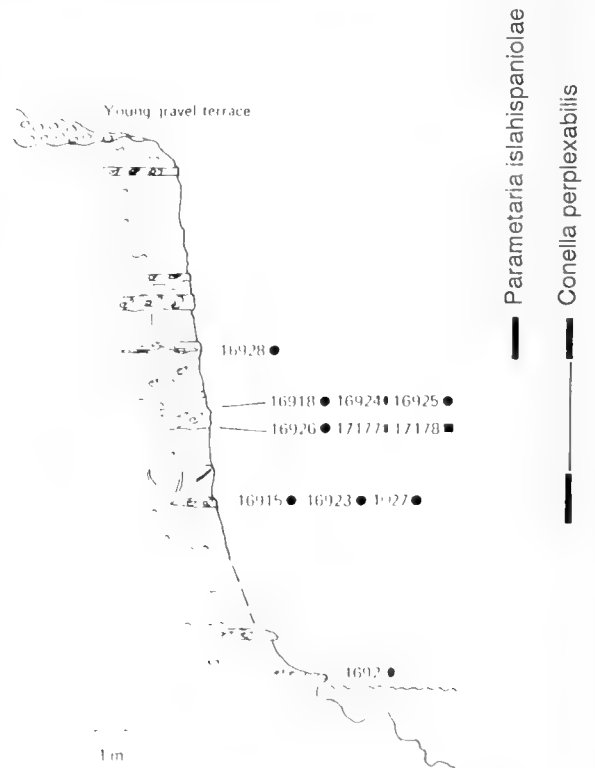 Young gravel terrace
Parametaria islahispaniolae
Conella perplexabilis
16928
16918 16924 16925
16926 17177 17178
16915 16923
1 m